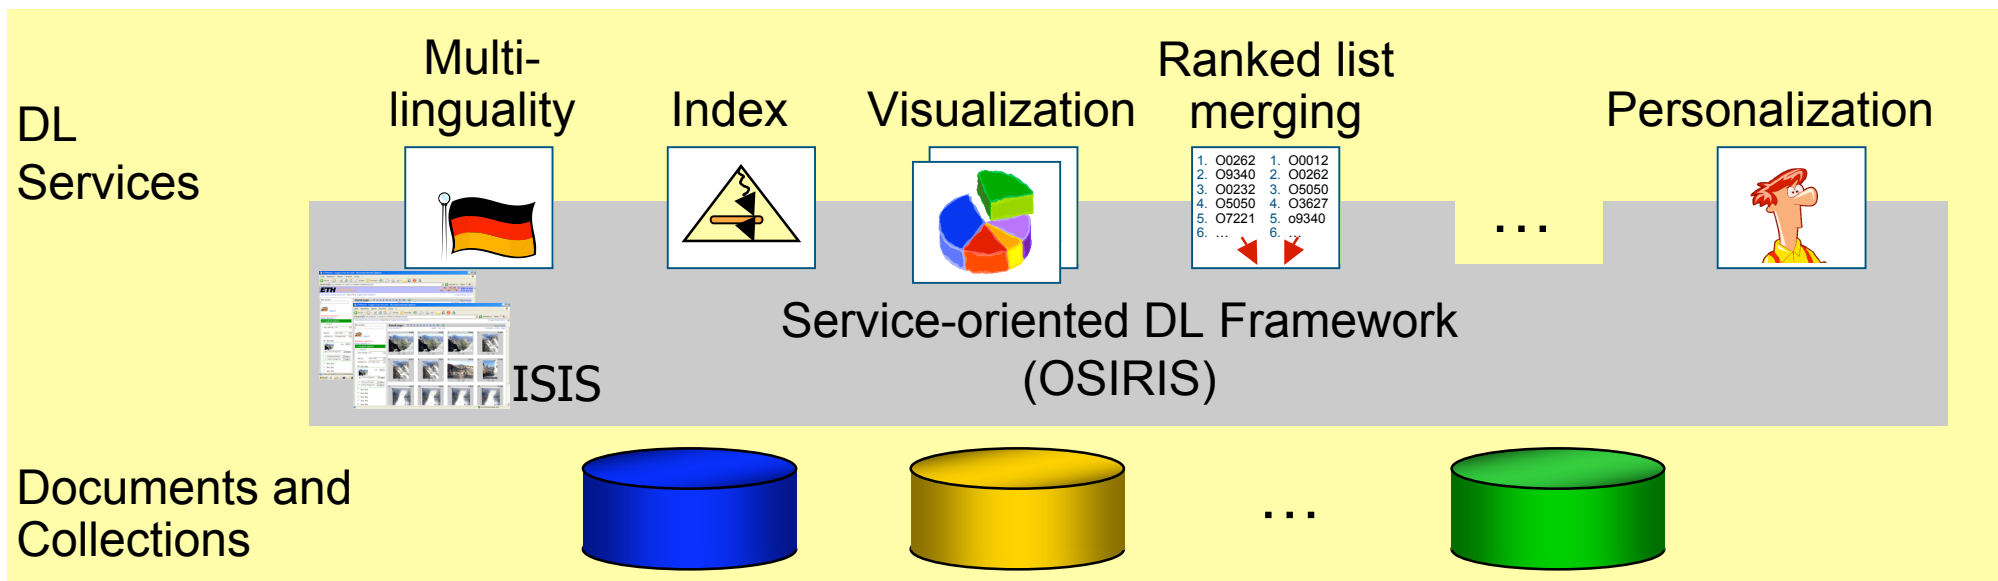 Multi-
linguality
Index
Visualization
Ranked list
merging
Personalization
DL
Services
1. O0262 1. O0012
2. O9340 2. O0262
3. O0232 3. O5050
4. O5050 4. O3627
5. O7221 5. o9340
6. ... 6. ...
...
ETH
Service-oriented DL Framework
(OSIRIS)
ISIS
Documents and
Collections
...